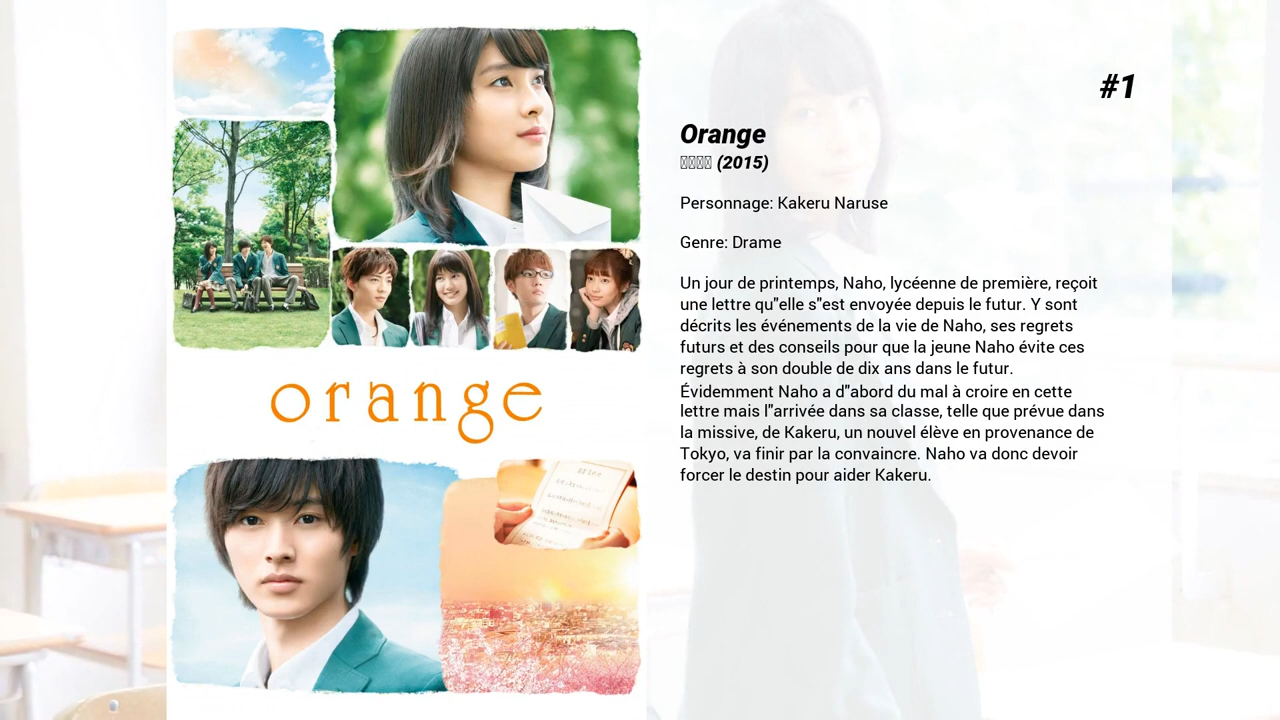 orange
#1
Orange
(2015)
Personnage: Kakeru Naruse
Genre: Drame
Un jour de printemps, Naho, lycéenne de première, reçoit
une lettre qu"elle s"est envoyée depuis le futur. Y sont
décrits les événements de la vie de Naho, ses regrets
futurs et des conseils pour que la jeune Naho évite ces
regrets à son double de dix ans dans le futur.
Évidemment Naho a d"abord du mal à croire en cette
lettre mais l"arrivée dans sa classe, telle que prévue dans
la missive, de Kakeru, un nouvel élève en provenance de
Tokyo, va finir par la convaincre. Naho va donc devoir
forcer le destin pour aider Kakeru.